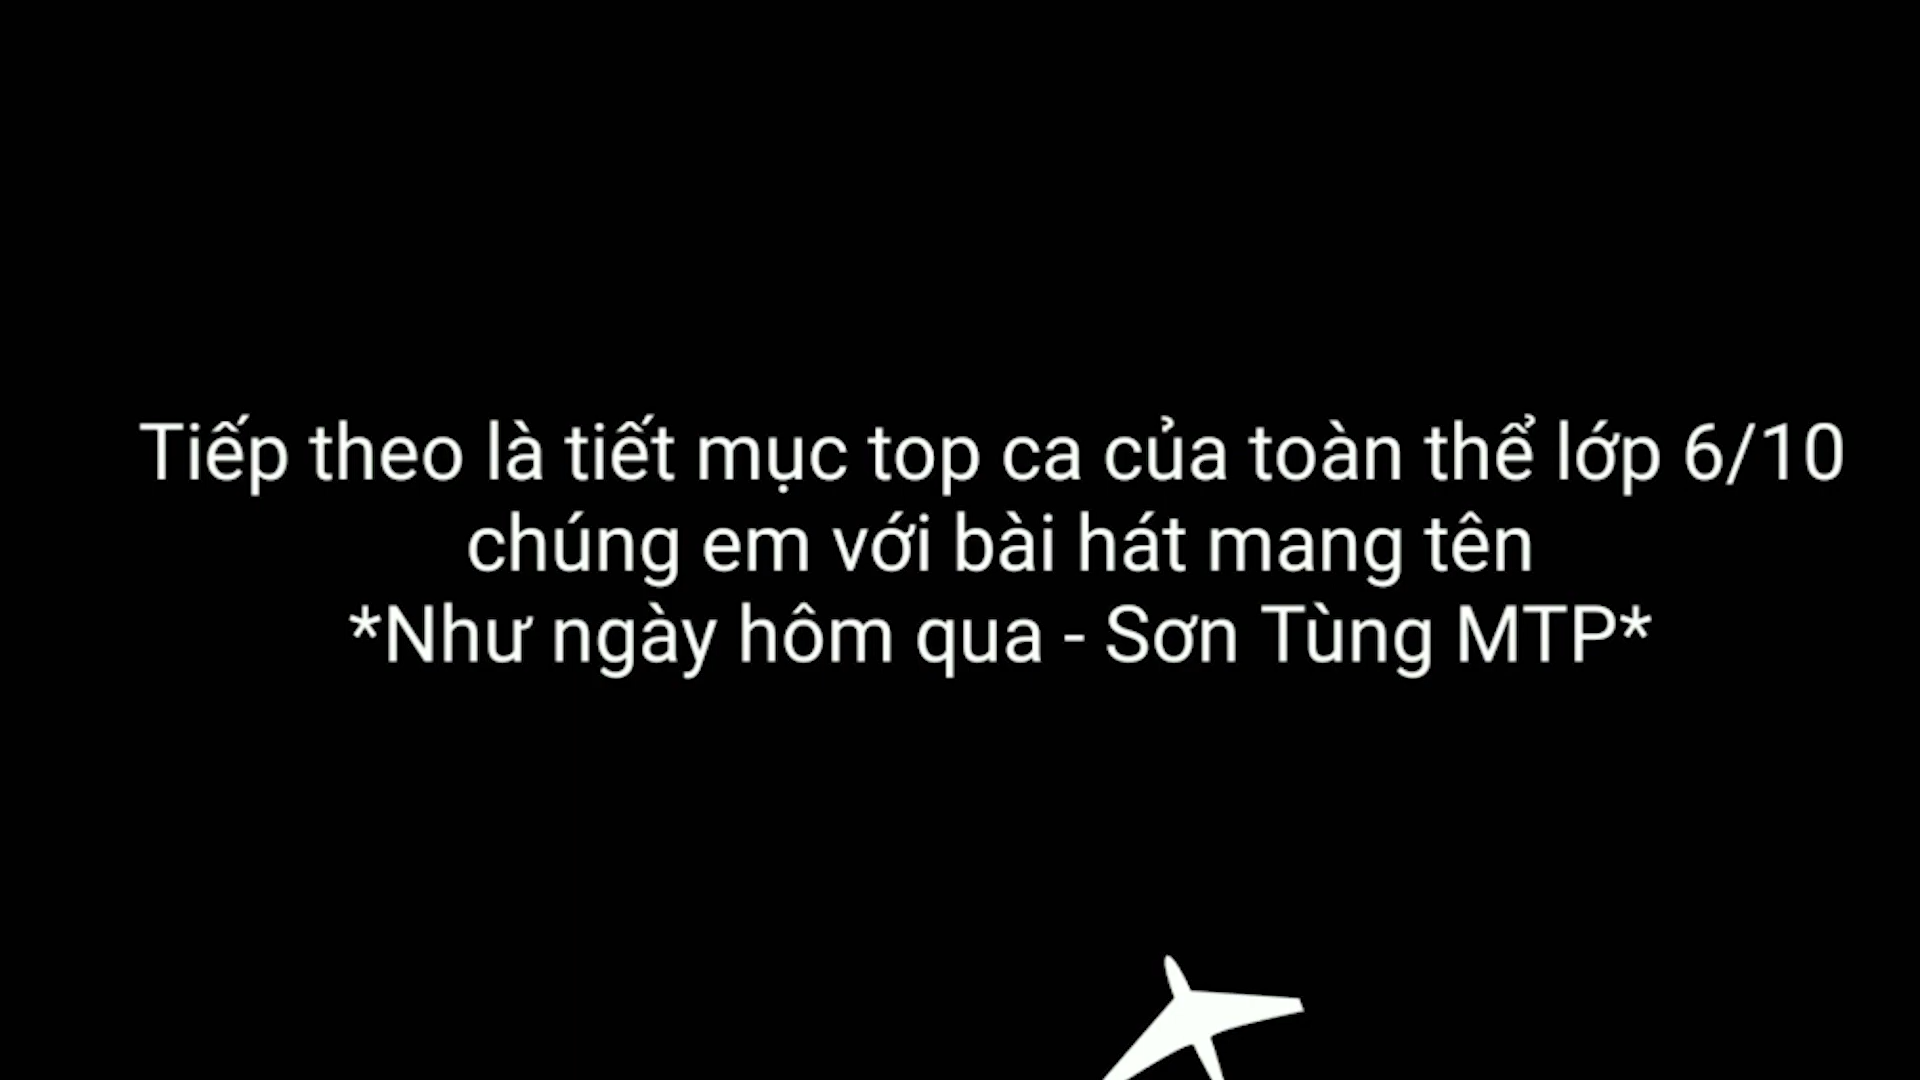 Tiếp theo là tiết mục top ca của toàn thể lớp 6/10
chúng em với bài hát mang tên
*Như ngày hôm qua - Sơn Tùng MTP*